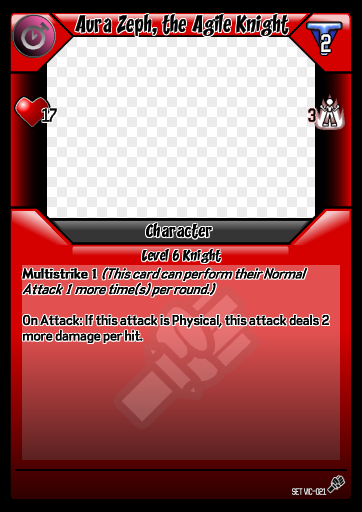 Aura Zeph, the Agile Knight
2
17
3
Character
Level 6 Knight
Multistrike 1 (This card can perform their Normal
Attack 1 more time(s) per round.)
On Attack: If this attack is Physical, this attack deals 2
more damage per hit.
SET VIC-021